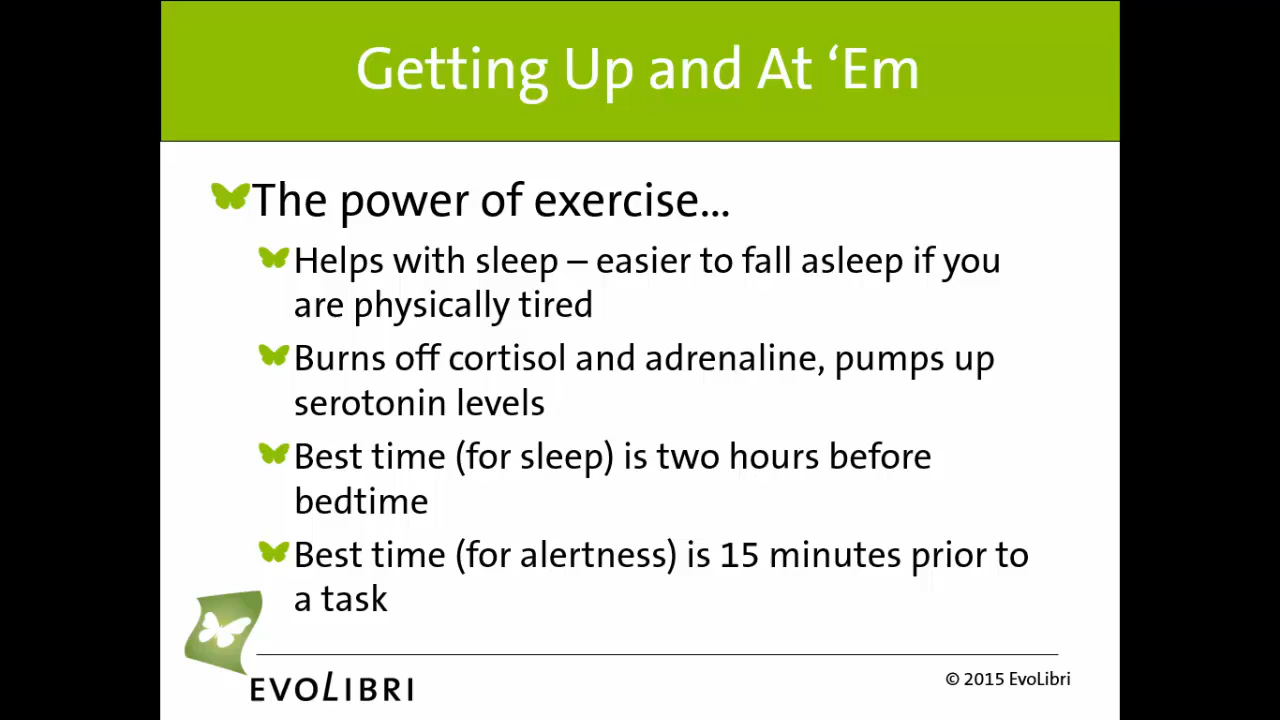 Getting Up and At ‘Em
The power of exercise...
Helps with sleep – easier to fall asleep if you
are physically tired
Burns off cortisol and adrenaline, pumps up
serotonin levels
Best time (for sleep) is two hours before
bedtime
Best time (for alertness) is 15 minutes prior to
a task
EVOLIBRI
© 2015 EvoLibri